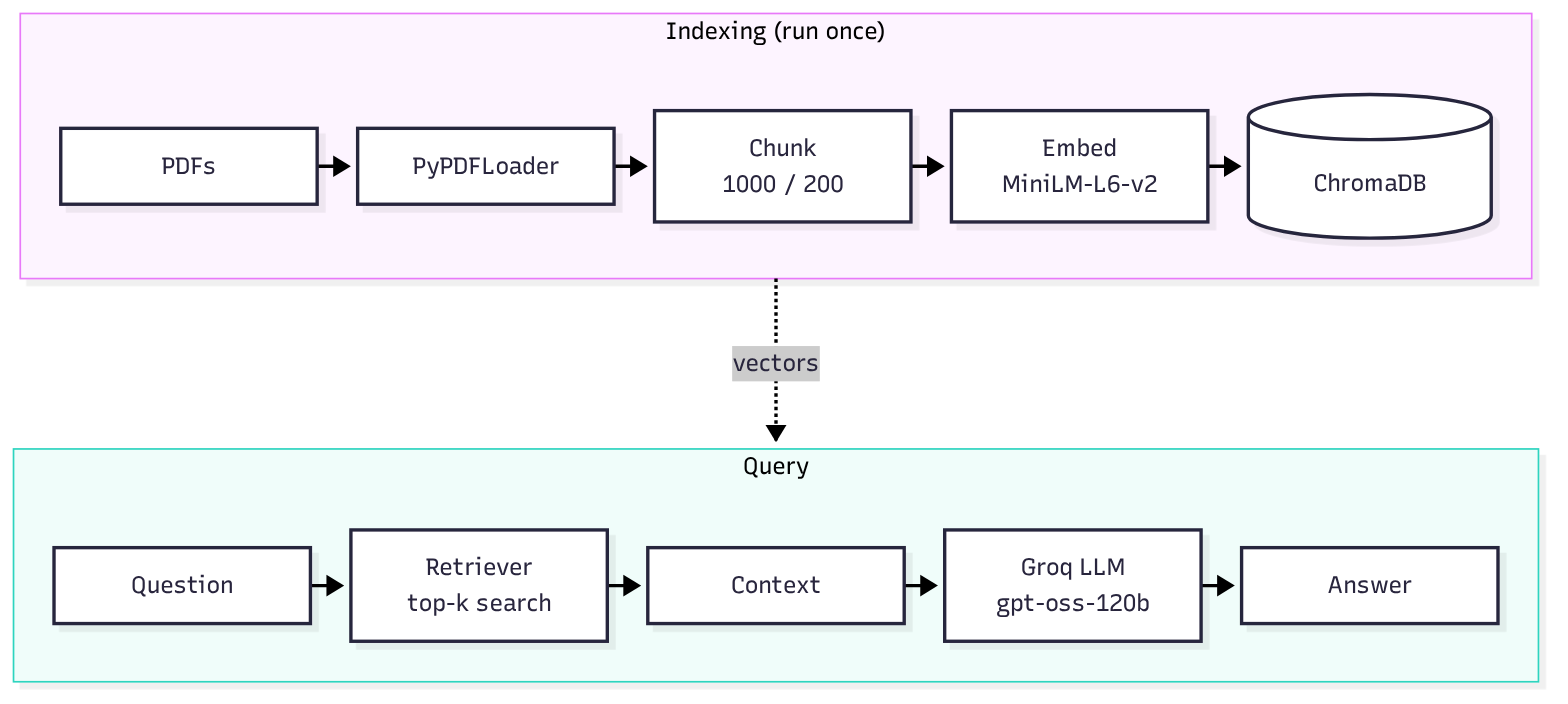 Indexing (run once)
PDFs
PyPDFLoader
Chunk
1000 / 200
Embed
MiniLM-L6-v2
ChromaDB
vectors
Query
Question
Retriever
top-k search
Context
Groq LLM
gpt-oss-120b
Answer